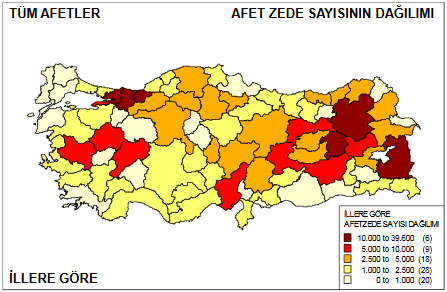 TÜM AFETLER
AFET ZEDE SAYISININ DAĞILIMI
İLLERE GÖRE
AFETZEDE SAYISI DAĞILIMI
10.000 to 39.600 (6)
5.000 to 10.000 (9)
2.500 to 5.000 (18)
1.000 to 2.500 (28)
0 to 1.000 (20)
İLLERE GÖRE